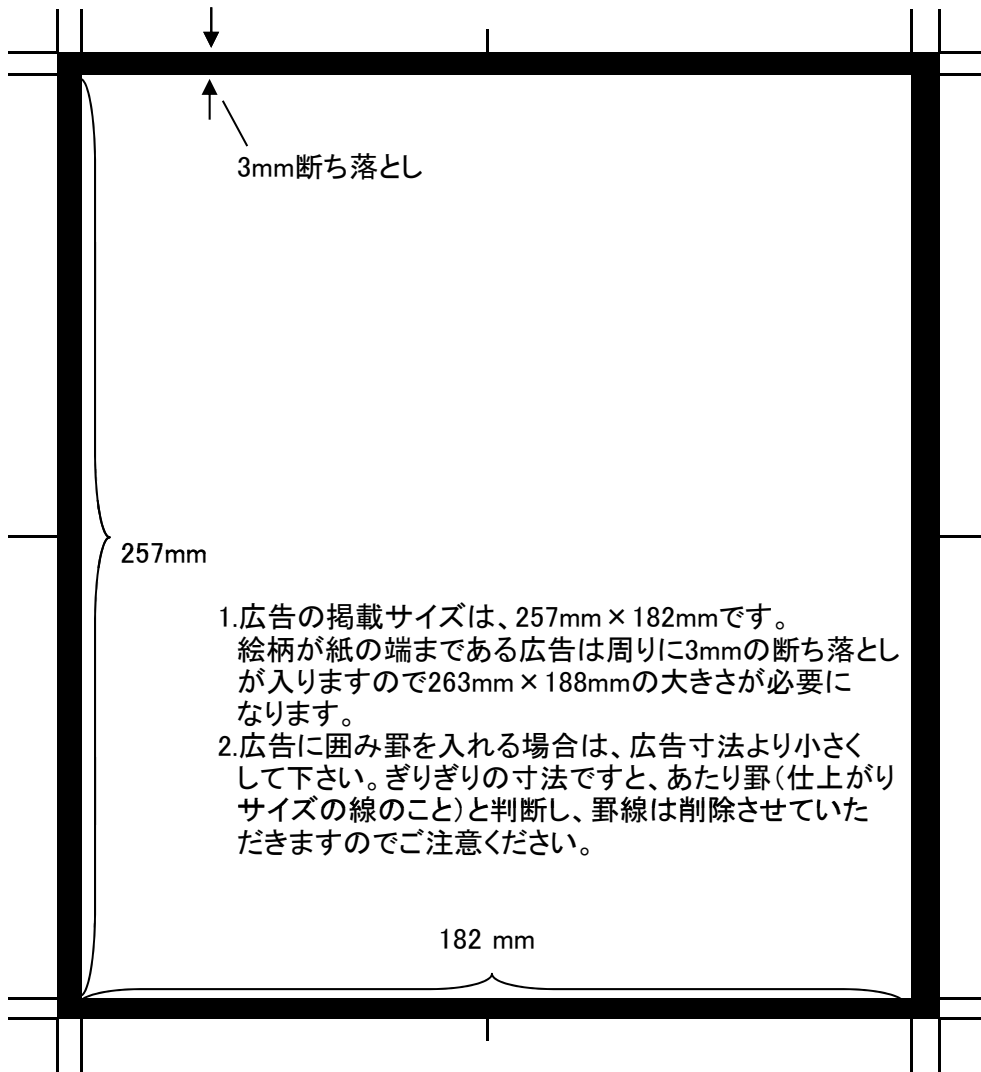 3mm断ち落とし
257mm
1.広告の掲載サイズは、257mm×182mmです。
絵柄が紙の端まである広告は周りに3mmの断ち落とし
が入りますので263mm×188mmの大きさが必要に
なります。
2.広告に囲み罫を入れる場合は、広告寸法より小さく
して下さい。ぎりぎりの寸法ですと、あたり罫(仕上がり
サイズの線のこと)と判断し、罫線は削除させていた
だきますのでご注意ください。
182 mm